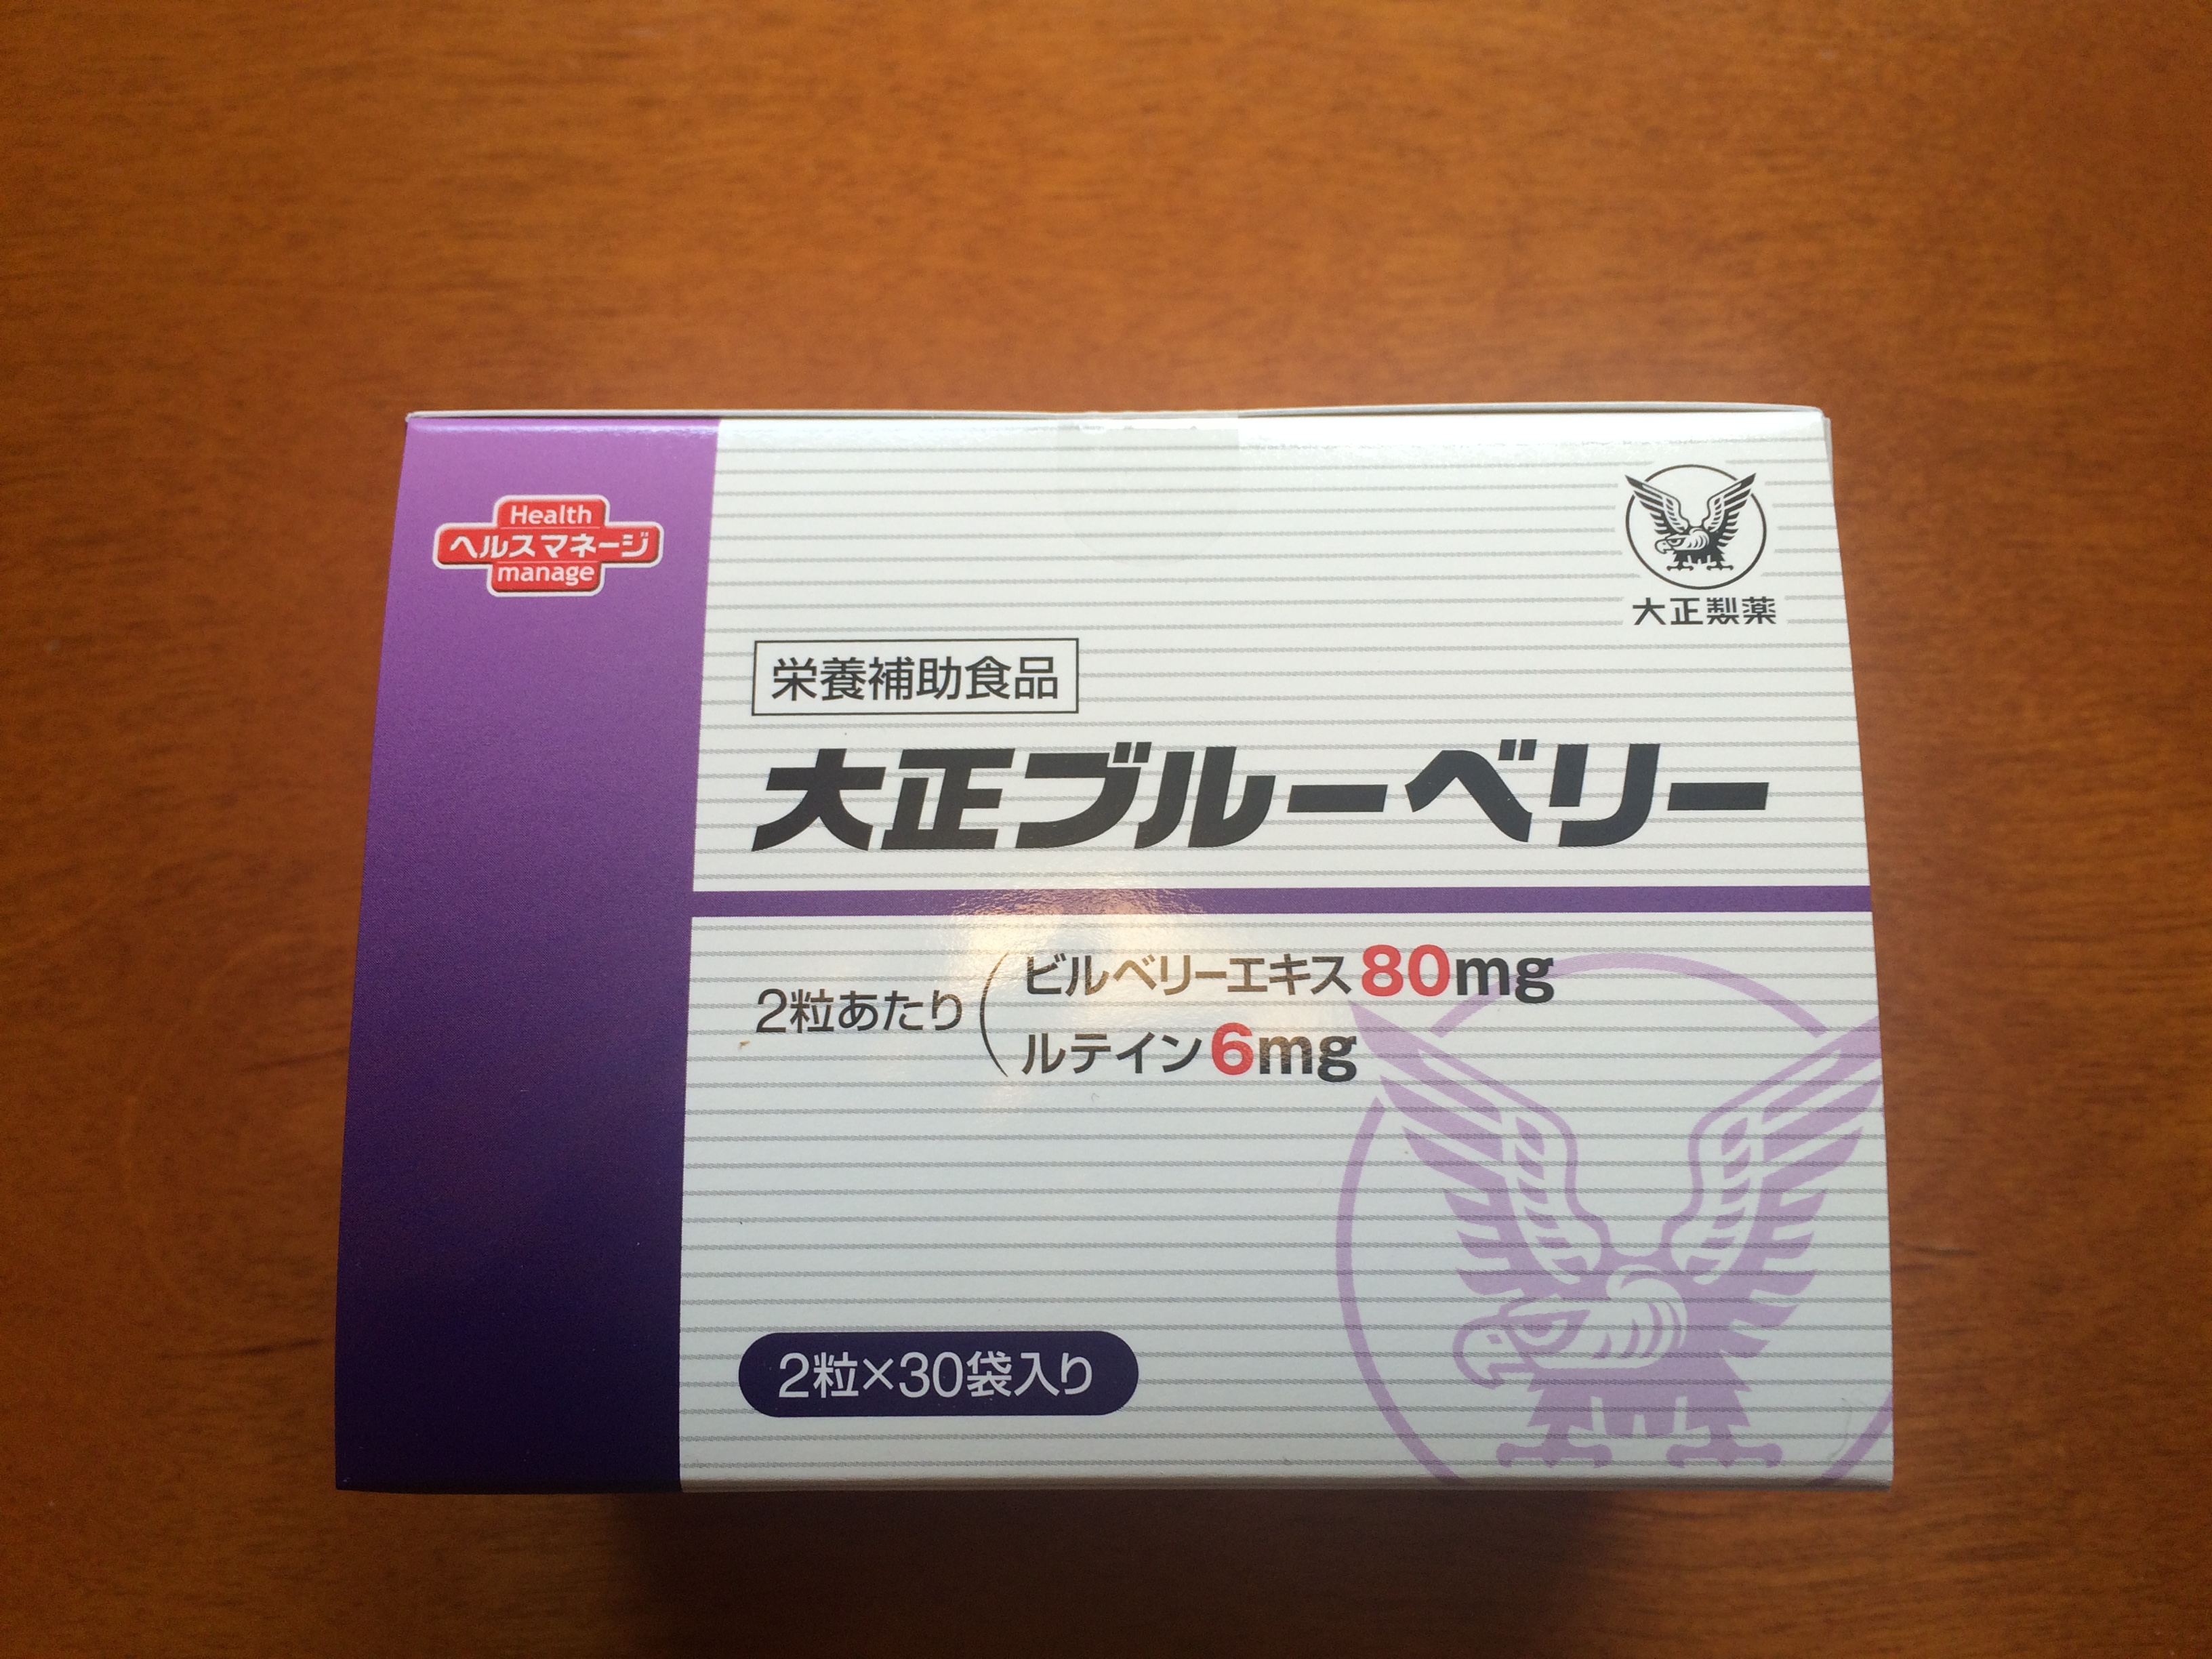 Health
ヘルスマネージ
manage
大正製薬
栄養補助食品
大正ブルーベリー
2粒あたり
ビルベリーエキス80mg
ルテイン6mg
2粒×30袋入り